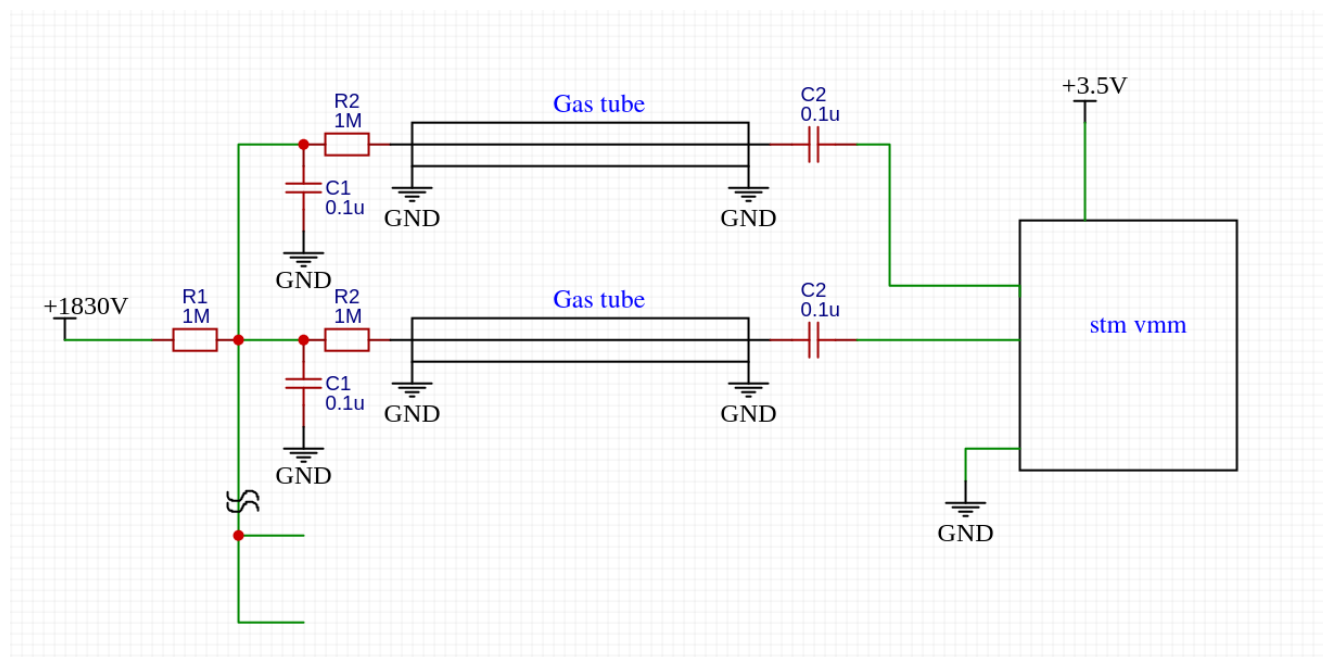 +3.5V
R2
1M
Gas tube
C2
0.1u
C1
0.1u
GND
GND
GND
+1830V
R1
1M
R2
1M
Gas tube
C2
0.1u
stm vmm
C1
0.1u
GND
GND
GND
GND